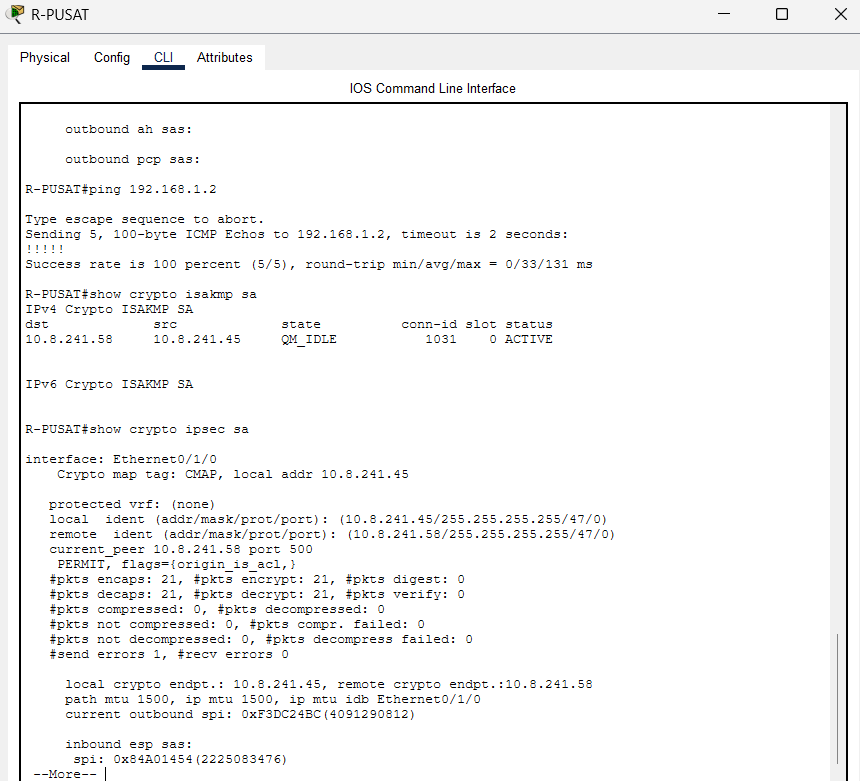 R-PUSAT
Physical Config CLI Attributes
IOS Command Line Interface
outbound ah sas:
outbound pcp sas:
R-PUSAT#ping 192.168.1.2
Type escape sequence to abort.
Sending 5, 100-byte ICMP Echos to 192.168.1.2, timeout is 2 seconds:
!!!!!
Success rate is 100 percent (5/5), round-trip min/avg/max = 0/33/131 ms
R-PUSAT#show crypto isakmp sa
IPv4 Crypto ISAKMP SA
dst src state conn-id slot status
10.8.241.58 10.8.241.45 QM_IDLE 1031 0 ACTIVE
IPv6 Crypto ISAKMP SA
R-PUSAT#show crypto ipsec sa
interface: Ethernet0/1/0
Crypto map tag: CMAP, local addr 10.8.241.45
protected vrf: (none)
local ident (addr/mask/prot/port): (10.8.241.45/255.255.255.255/47/0)
remote ident (addr/mask/prot/port): (10.8.241.58/255.255.255.255/47/0)
current_peer 10.8.241.58 port 500
PERMIT, flags={origin_is_acl,}
#pkts encaps: 21, #pkts encrypt: 21, #pkts digest: 0
#pkts decaps: 21, #pkts decrypt: 21, #pkts verify: 0
#pkts compressed: 0, #pkts decompressed: 0
#pkts not compressed: 0, #pkts compr. failed: 0
#pkts not decompressed: 0, #pkts decompress failed: 0
#send errors 1, #recv errors 0
local crypto endpt.: 10.8.241.45, remote crypto endpt.:10.8.241.58
path mtu 1500, ip mtu 1500, ip mtu idb Ethernet0/1/0
current outbound spi: 0xF3DC24BC(4091290812)
inbound esp sas:
spi: 0x84A01454(2225083476)
--More--